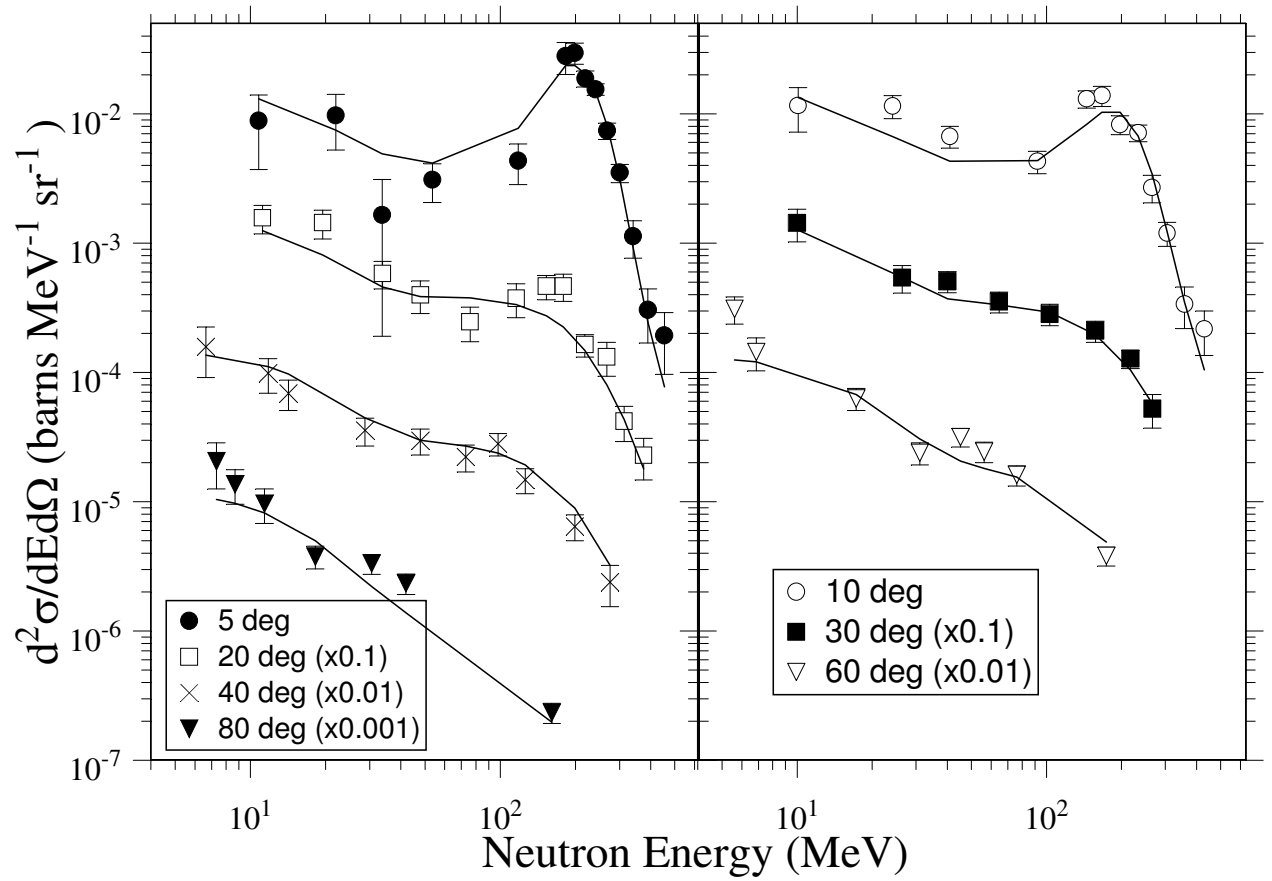 d²σ/dEdΩ (barns MeV⁻¹ sr⁻¹)
10⁻²
10⁻³
10⁻⁴
10⁻⁵
10⁻⁶
10⁻⁷
5 deg
20 deg (x0.1)
40 deg (x0.01)
80 deg (x0.001)
10 deg
30 deg (x0.1)
60 deg (x0.01)
10¹
10²
10¹
10²
Neutron Energy (MeV)